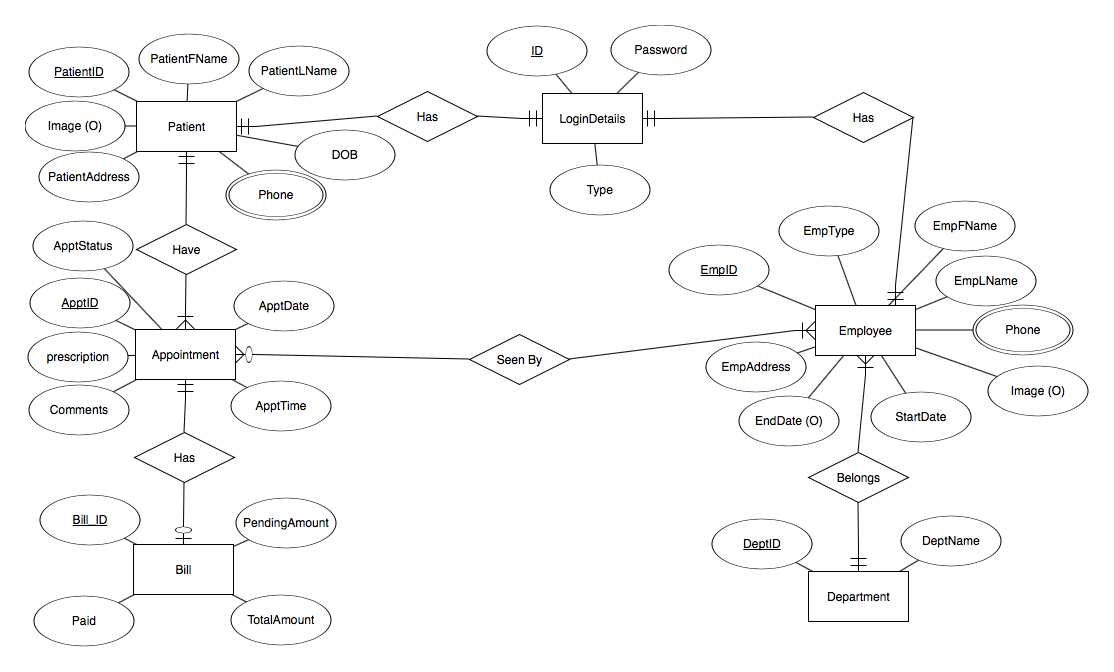 ID
Password
PatientFName
PatientID
PatientLName
Has
Has
LoginDetails
Image (O)
Patient
DOB
PatientAddress
Phone
Type
ApptStatus
Have
EmpType
EmpFName
EmpID
EmpLName
ApptID
ApptDate
Employee
Phone
prescription
Appointment
Seen By
EmpAddress
Image (O)
Comments
ApptTime
EndDate (O)
StartDate
Has
Belongs
Bill_ID
PendingAmount
DeptID
DeptName
Bill
Department
Paid
TotalAmount